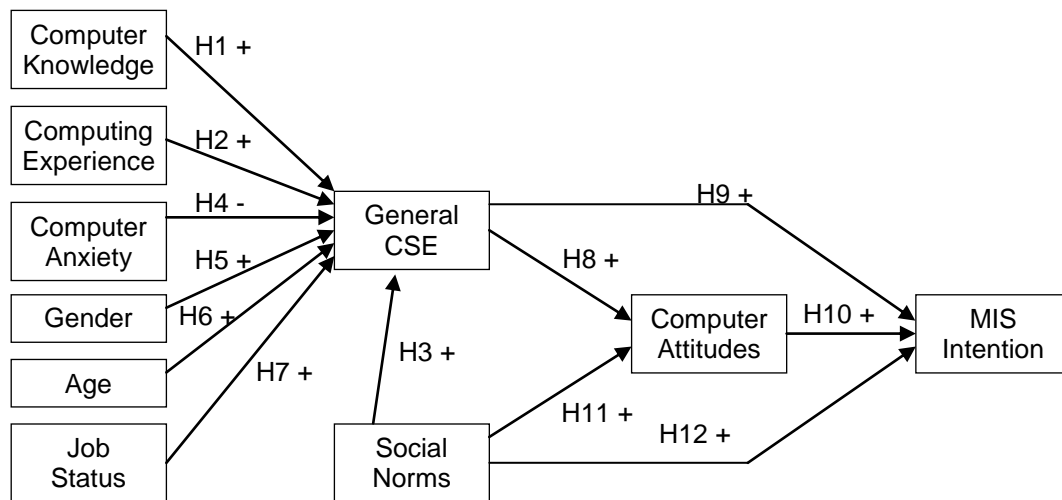 Computer
Knowledge
H1 +
Computing
Experience
H2 +
Computer
Anxiety
H4 -
General
CSE
H9 +
H5 +
H8 +
Gender
H6 +
Computer
Attitudes
H10 +
MIS
Intention
H3 +
Age
H7 +
H11 +
H12 +
Job
Status
Social
Norms